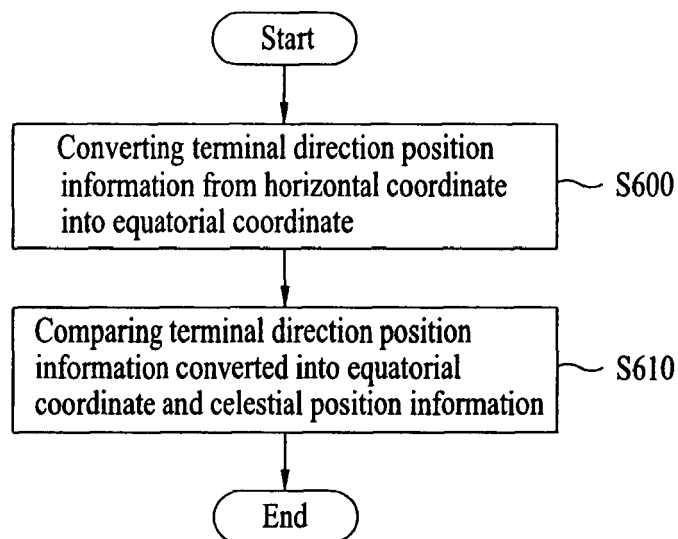 Start
Converting terminal direction position
information from horizontal coordinate
into equatorial coordinate
S600
Comparing terminal direction position
information converted into equatorial
coordinate and celestial position information
S610
End